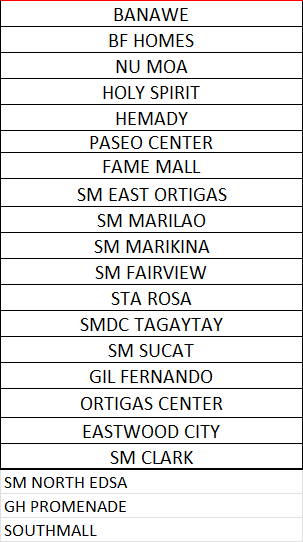 BANAWE
BF HOMES
NU MOA
HOLY SPIRIT
HEMADY
PASEO CENTER
FAME MALL
SM EAST ORTIGAS
SM MARILAO
SM MARIKINA
SM FAIRVIEW
STA ROSA
SMDC TAGAYTAY
SM SUCAT
GIL FERNANDO
ORTIGAS CENTER
EASTWOOD CITY
SM CLARK
SM NORTH EDSA
GH PROMENADE
SOUTHMALL